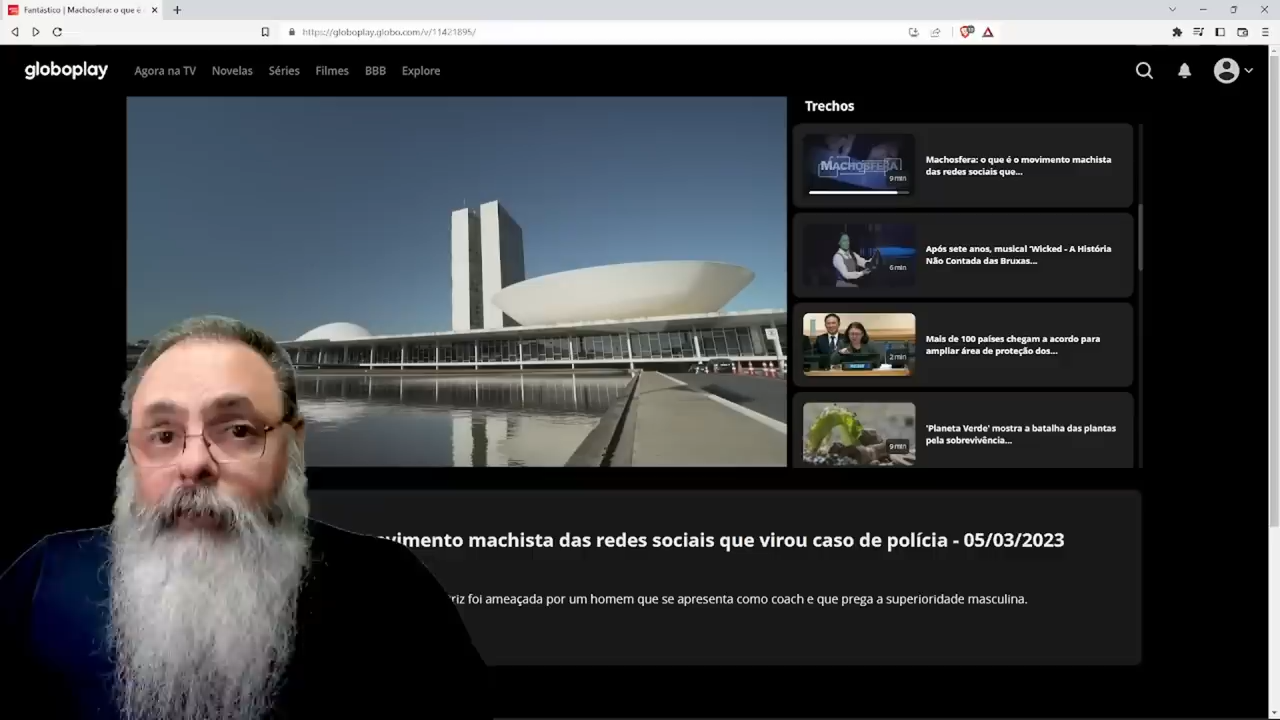 Fantástico | Machosfera: o que é
https://globoplay.globo.com/v/11421895/
globoplay
Agora na TV
Novelas
Séries
Filmes
BBB
Explore
Trechos
MACHOSFERA
9 min
Machosfera: o que é o movimento machista
das redes sociais que...
6 min
Após sete anos, musical 'Wicked - A História
Não Contada das Bruxas...
2 min
Mais de 100 países chegam a acordo para
ampliar área de proteção dos...
9 min
'Planeta Verde' mostra a batalha das plantas
pela sobrevivência...
vimento machista das redes sociais que virou caso de polícia - 05/03/2023
riz foi ameaçada por um homem que se apresenta como coach e que prega a superioridade masculina.